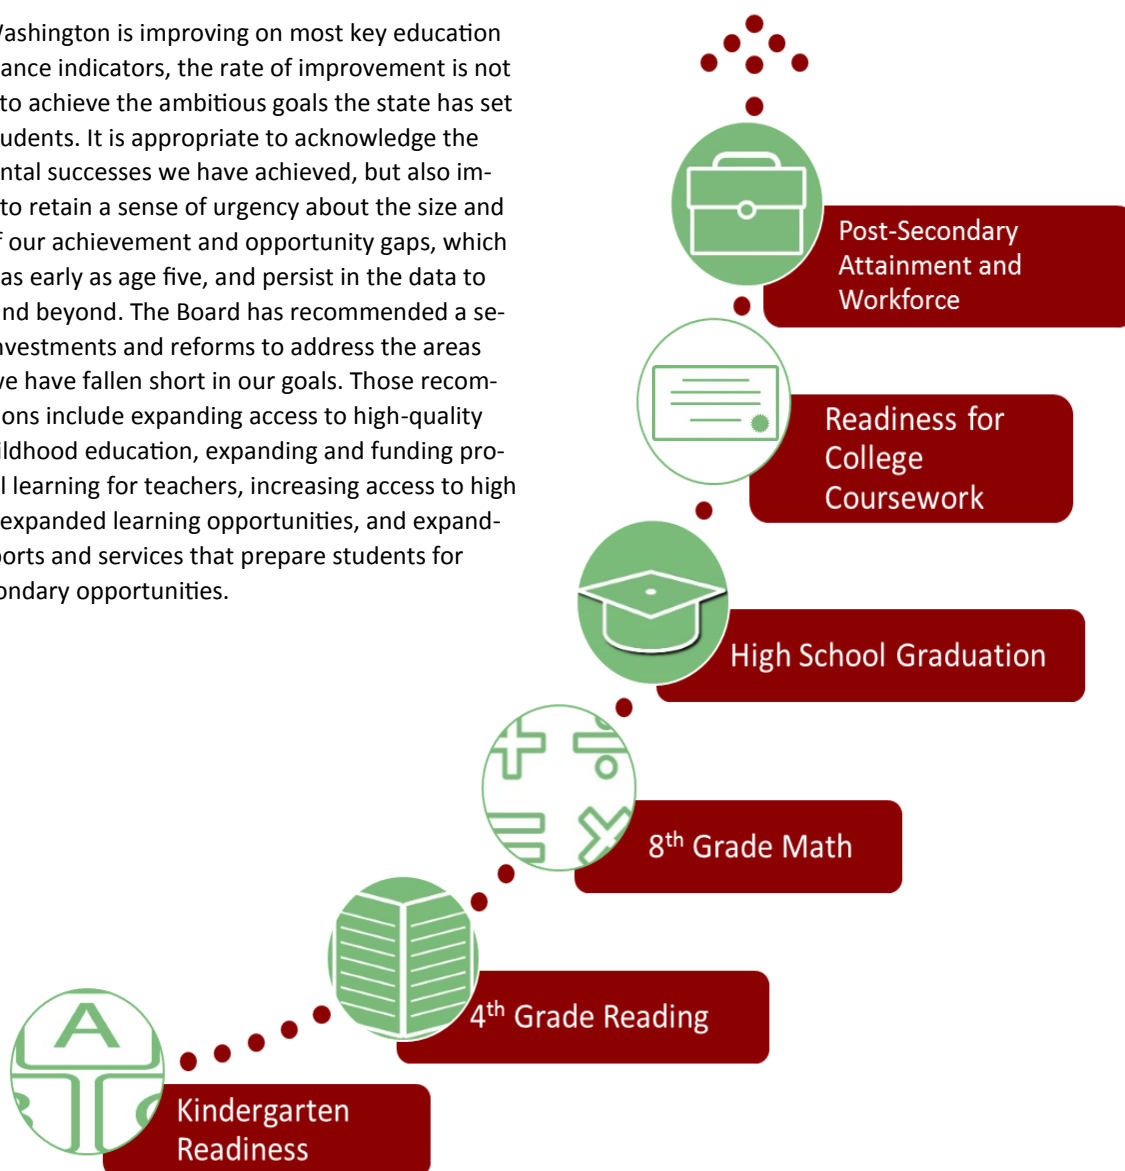 Washington is improving on most key education
ance indicators, the rate of improvement is not
to achieve the ambitious goals the state has set
udents. It is appropriate to acknowledge the
ntal successes we have achieved, but also im-
to retain a sense of urgency about the size and
f our achievement and opportunity gaps, which
as early as age five, and persist in the data to
nd beyond. The Board has recommended a se-
nvestments and reforms to address the areas
ve have fallen short in our goals. Those recom-
ions include expanding access to high-quality
ildhood education, expanding and funding pro-
l learning for teachers, increasing access to high
expanded learning opportunities, and expand-
ports and services that prepare students for
ondary opportunities.
Post-Secondary
Attainment and
Workforce
Readiness for
College
Coursework
High School Graduation
8th Grade Math
4th Grade Reading
A
Kindergarten
Readiness